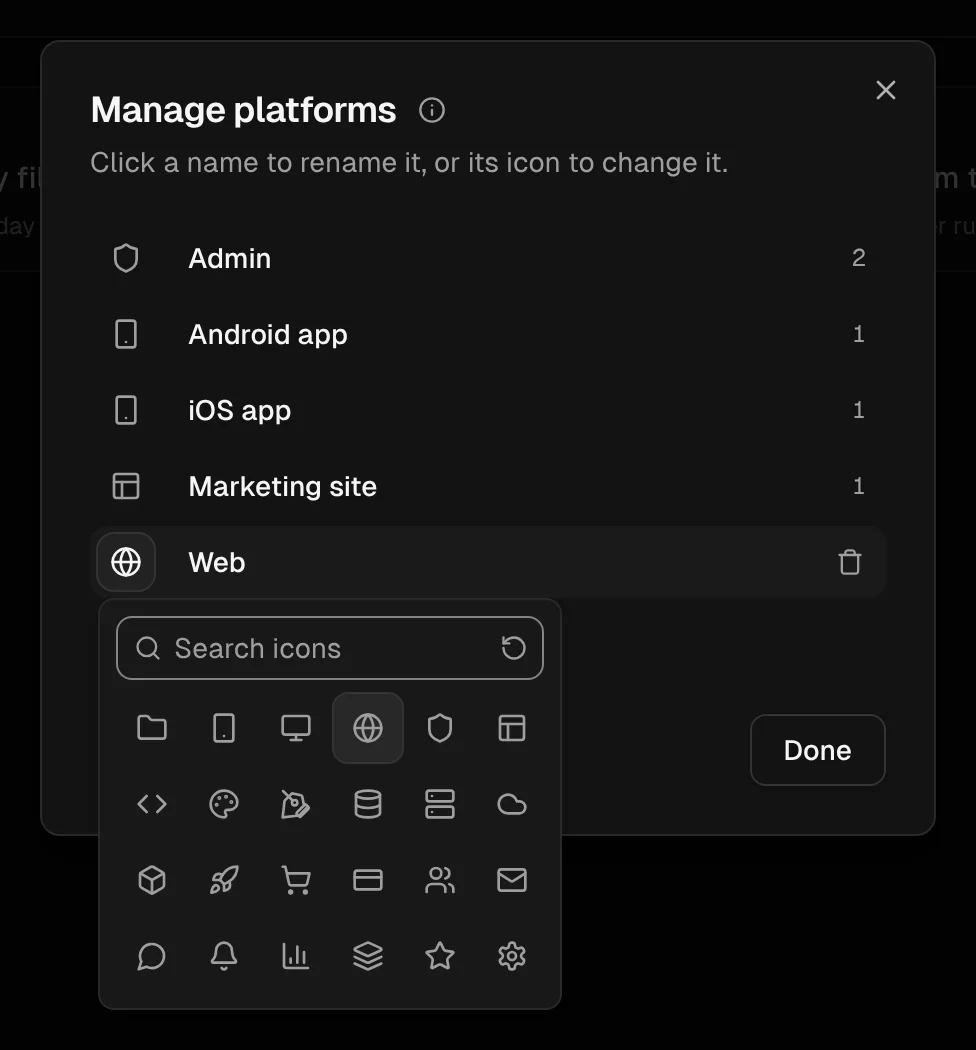 Manage platforms
Click a name to rename it, or its icon to change it.
Admin 2
Android app 1
iOS app 1
Marketing site 1
Web
Search icons
Done